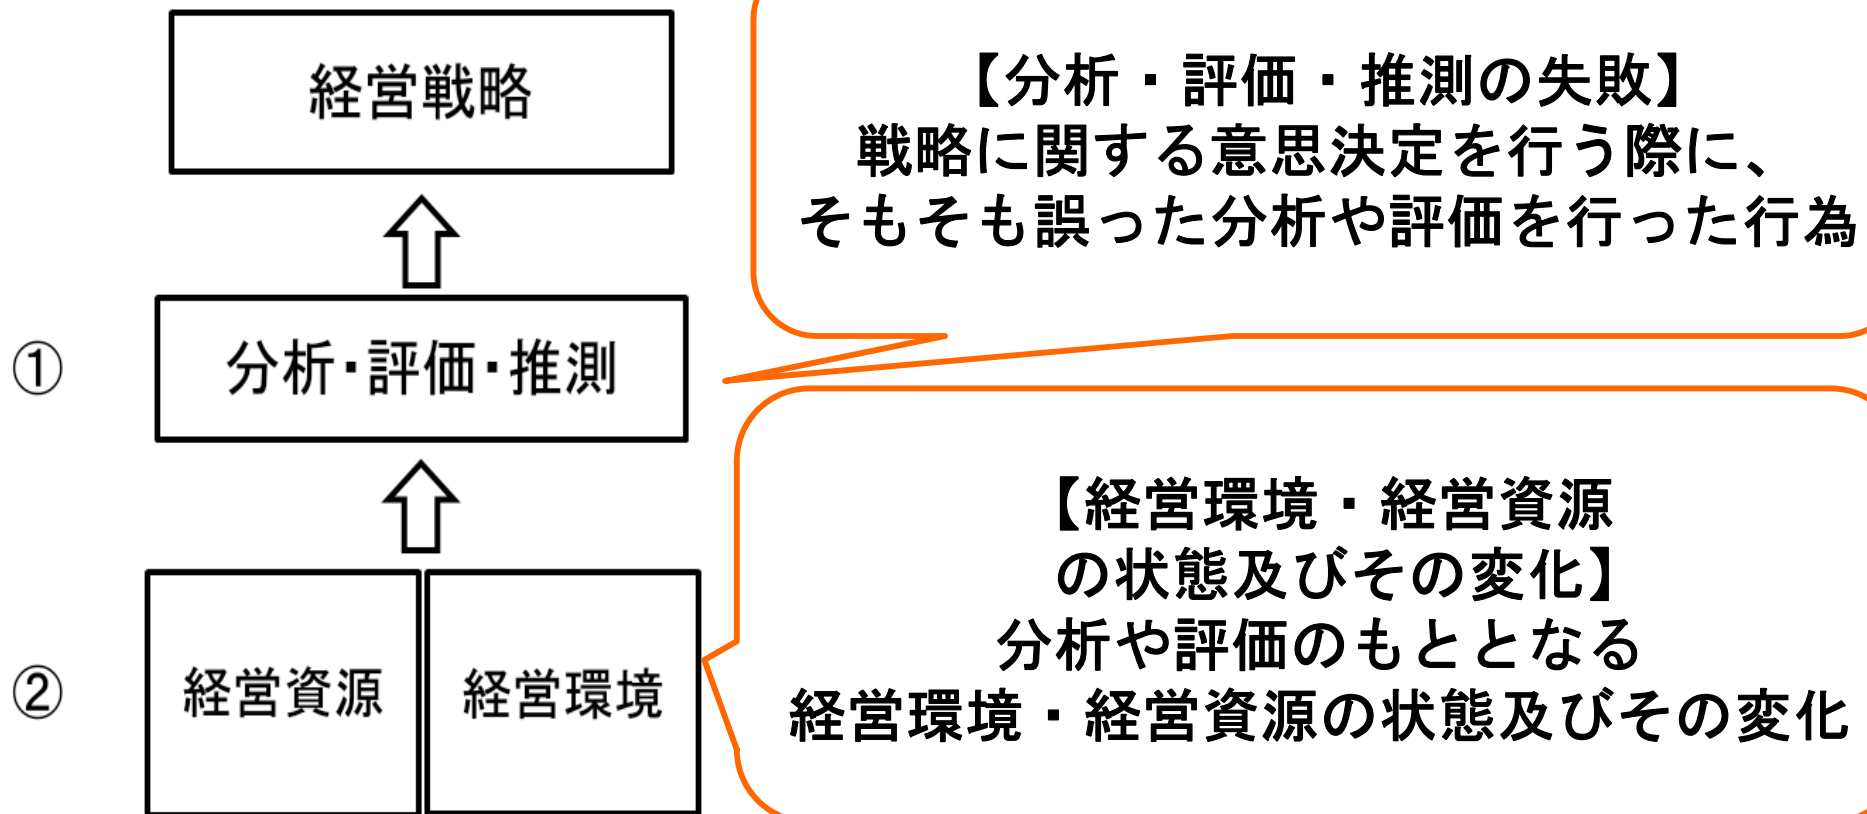 経営戦略
【分析・評価・推測の失敗】
戦略に関する意思決定を行う際に、
そもそも誤った分析や評価を行った行為
①
分析・評価・推測
【経営環境・経営資源
の状態及びその変化】
分析や評価のもととなる
経営環境・経営資源の状態及びその変化
②
経営資源
経営環境